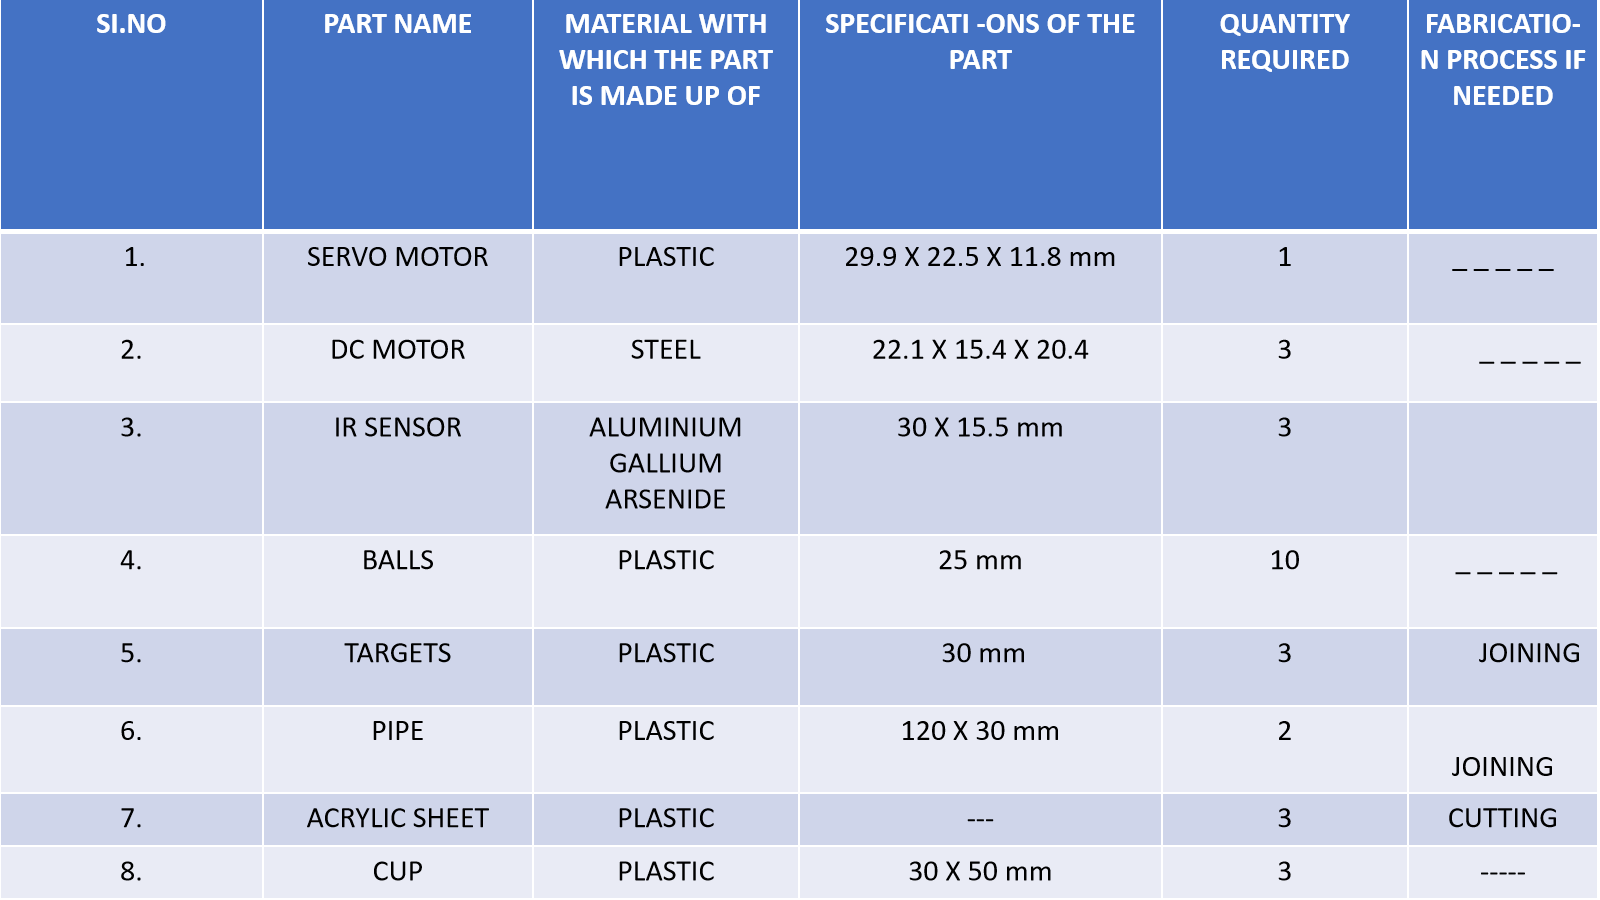 SI.NO
PART NAME
MATERIAL WITH
WHICH THE PART
IS MADE UP OF
SPECIFICATI -ONS OF THE
PART
QUANTITY
REQUIRED
FABRICATIO-
N PROCESS IF
NEEDED
1. SERVO MOTOR PLASTIC 29.9 X 22.5 X 11.8 mm 1 _ _ _ _ _
2. DC MOTOR STEEL 22.1 X 15.4 X 20.4 3 _ _ _ _ _
3. IR SENSOR ALUMINIUM 30 X 15.5 mm 3
GALLIUM
ARSENIDE
4. BALLS PLASTIC 25 mm 10 _ _ _ _ _
5. TARGETS PLASTIC 30 mm 3 JOINING
6. PIPE PLASTIC 120 X 30 mm 2
JOINING
7. ACRYLIC SHEET PLASTIC --- 3 CUTTING
8. CUP PLASTIC 30 X 50 mm 3 -----